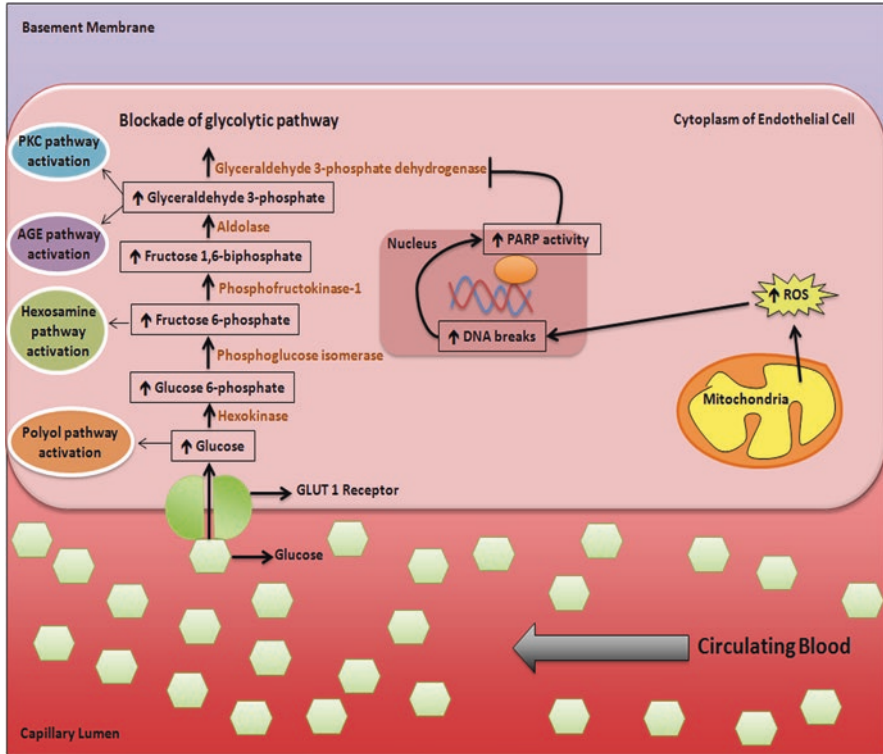 Basement Membrane
Blockade of glycolytic pathway
Cytoplasm of Endothelial Cell
PKC pathway
activation
Glyceraldehyde 3-phosphate dehydrogenase
↑ Glyceraldehyde 3-phosphate
AGE pathway
activation
Aldolase
Nucleus
↑ PARP activity
↑ Fructose 1,6-biphosphate
Phosphofructokinase-1
Hexosamine
pathway
activation
↑ Fructose 6-phosphate
↑ DNA breaks
↑ ROS
Phosphoglucose isomerase
↑ Glucose 6-phosphate
Mitochondria
Hexokinase
Polyol pathway
activation
↑ Glucose
GLUT 1 Receptor
Glucose
Circulating Blood
Capillary Lumen